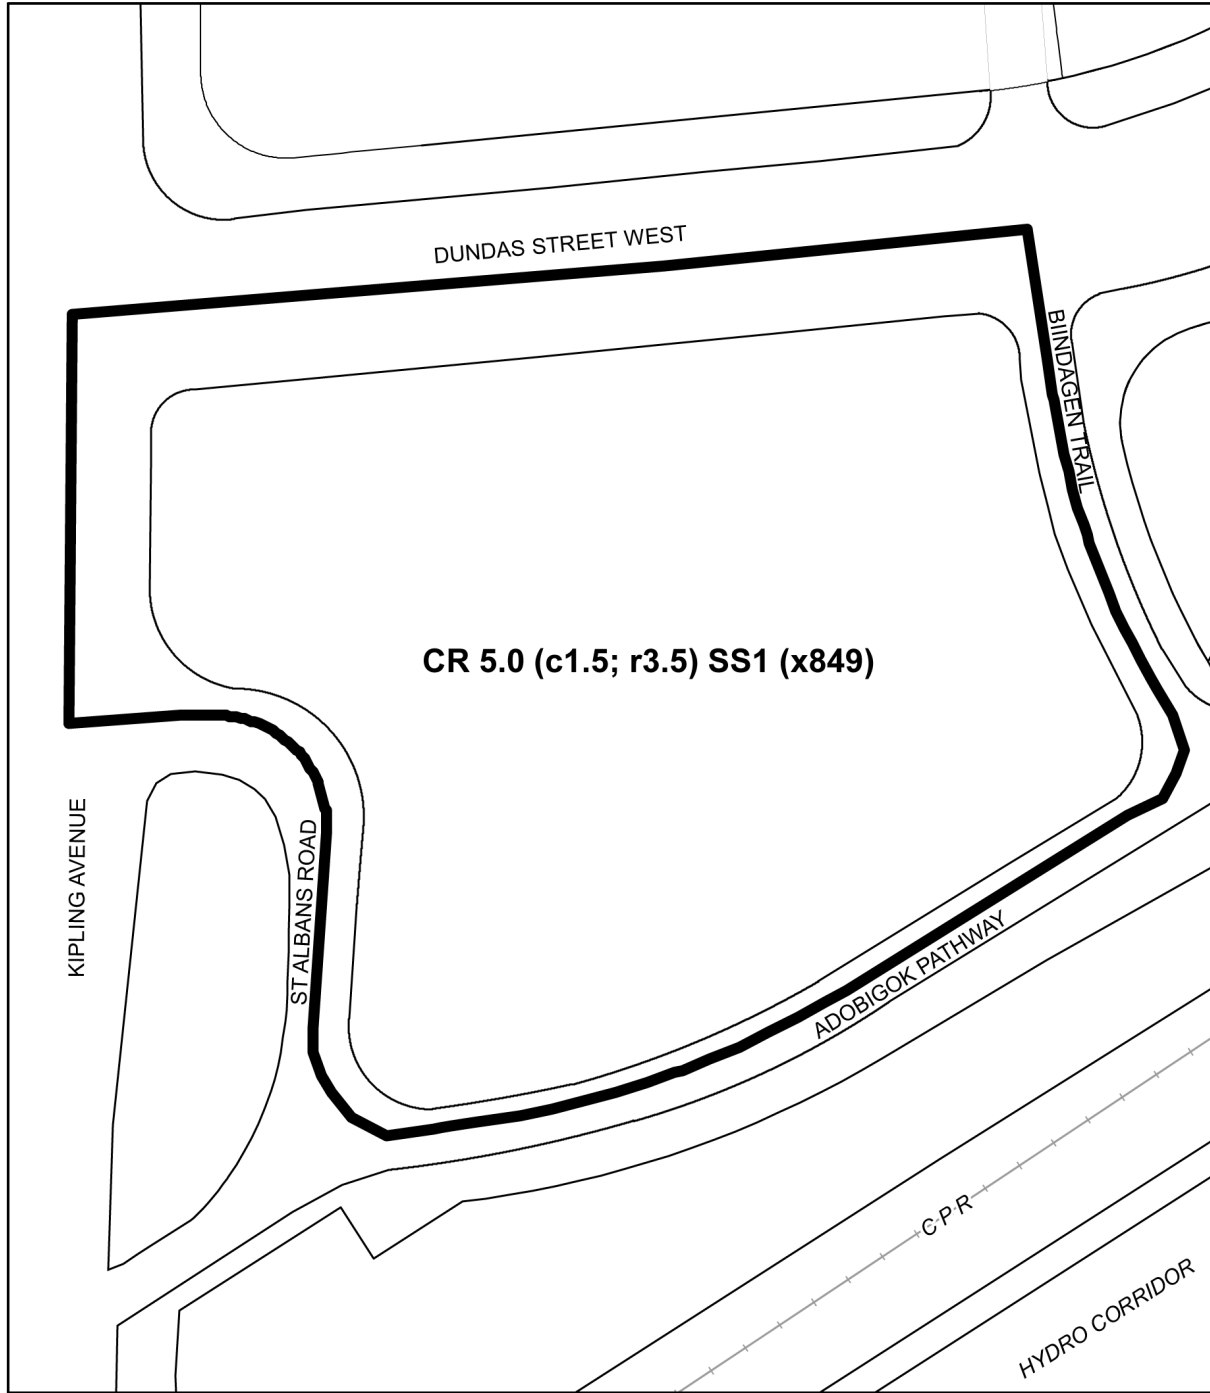 DUNDAS STREET WEST
BIINDAGEN TRAIL
CR 5.0 (c1.5; r3.5) SS1 (x849)
KIPLING AVENUE
ST ALBANS ROAD
ADOBIGOK PATHWAY
C P R
HYDRO CORRIDOR